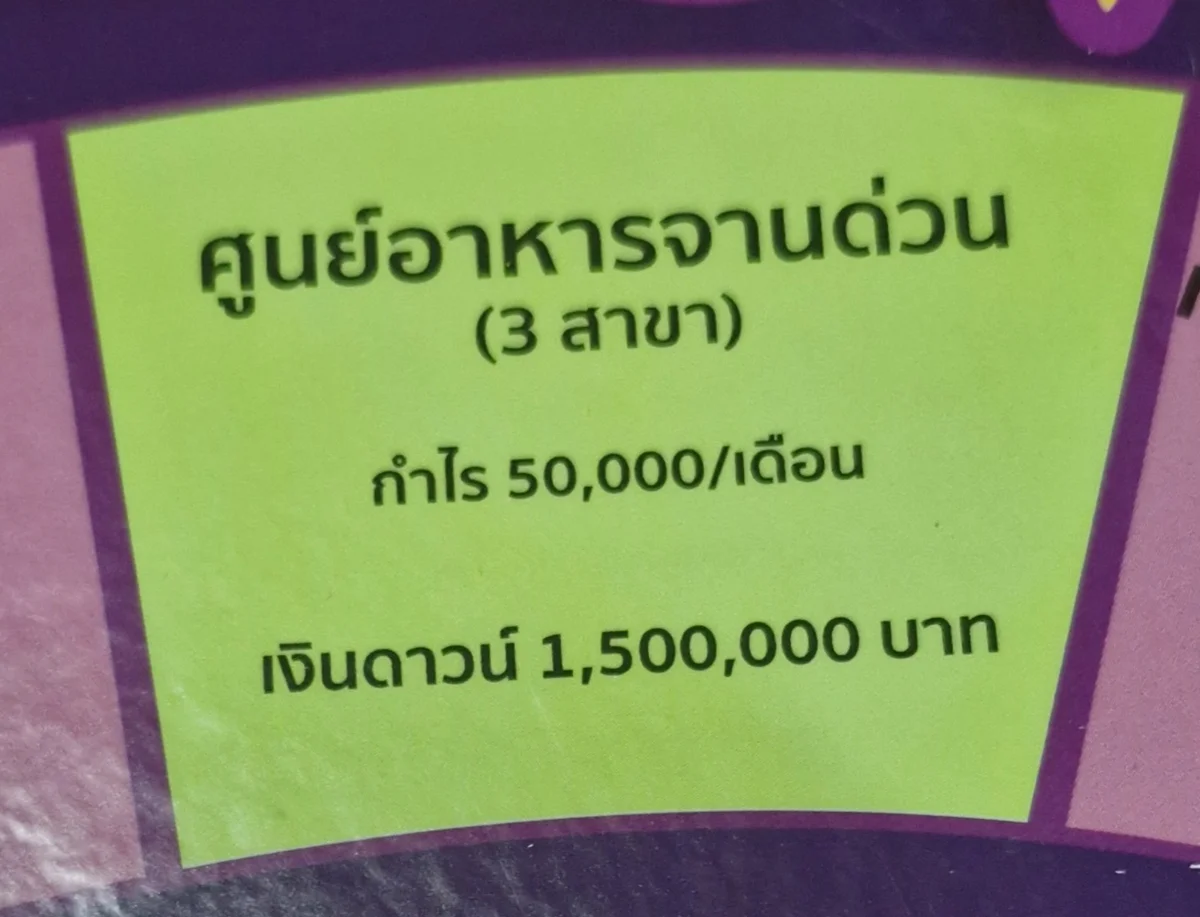 ศูนย์อาหารจานด่วน
(3 สาขา)
กำไร 50,000/เดือน
เงินดาวน์ 1,500,000 บาท